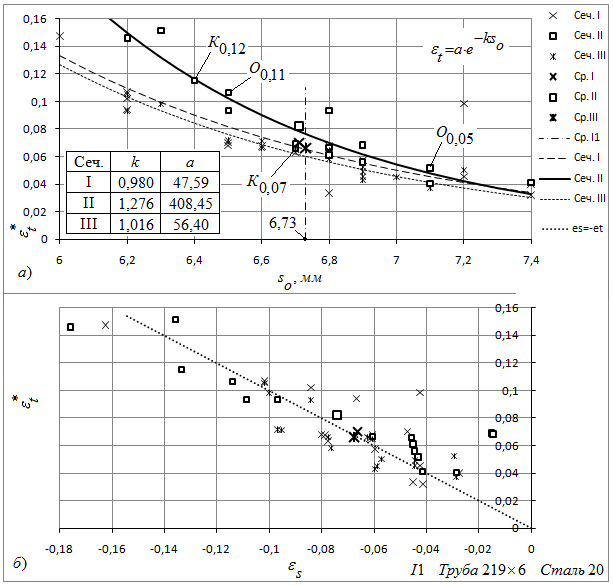 0,16
0,14
0,12
0,1
0,08
0,06
0,04
0,02
0
ε*t
K0,12
O0,11
εt=a·e^−kso
O0,05
K0,07
6,73
Сеч. k a
I 0,980 47,59
II 1,276 408,45
III 1,016 56,40
6 6,2 6,4 6,6 6,8 7 7,2 7,4
а) so, мм
Сеч. I
Сеч. II
Сеч. III
Ср. I
Ср. II
Ср.III
Ср. I1
Сеч. I
Сеч. II
Сеч. III
es=-et
0,16
0,14
0,12
0,1
0,08
0,06
0,04
0,02
0
ε*t
-0,18 -0,16 -0,14 -0,12 -0,1 -0,08 -0,06 -0,04 -0,02 0
б) εs I1 Труба 219×6 Сталь 20